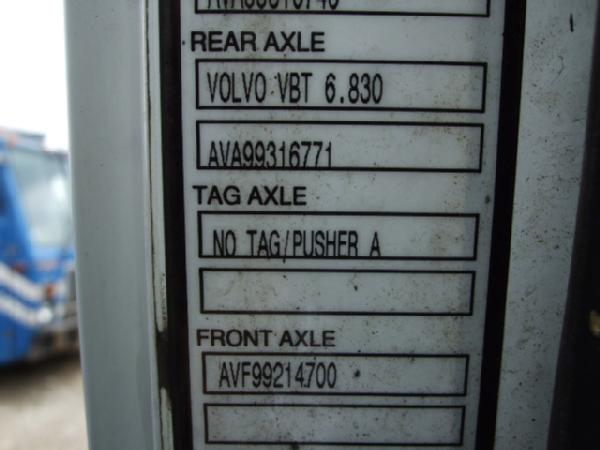 REAR AXLE
VOLVO VBT 6.830
AVA99316771
TAG AXLE
NO TAG/PUSHER A
FRONT AXLE
AVF99214700